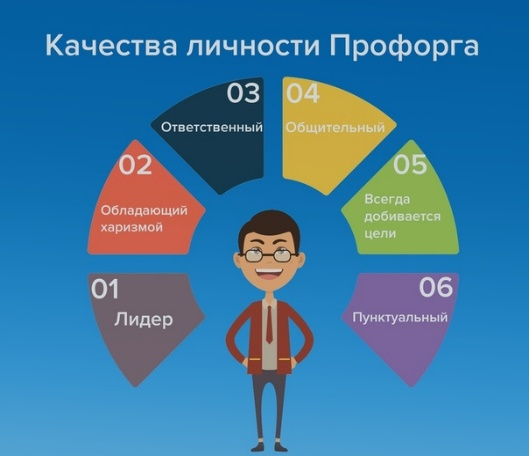 Качества личности Профорга
01
Лидер
02
Обладающий
харизмой
03
Ответственный
04
Общительный
05
Всегда
добивается
цели
06
Пунктуальный